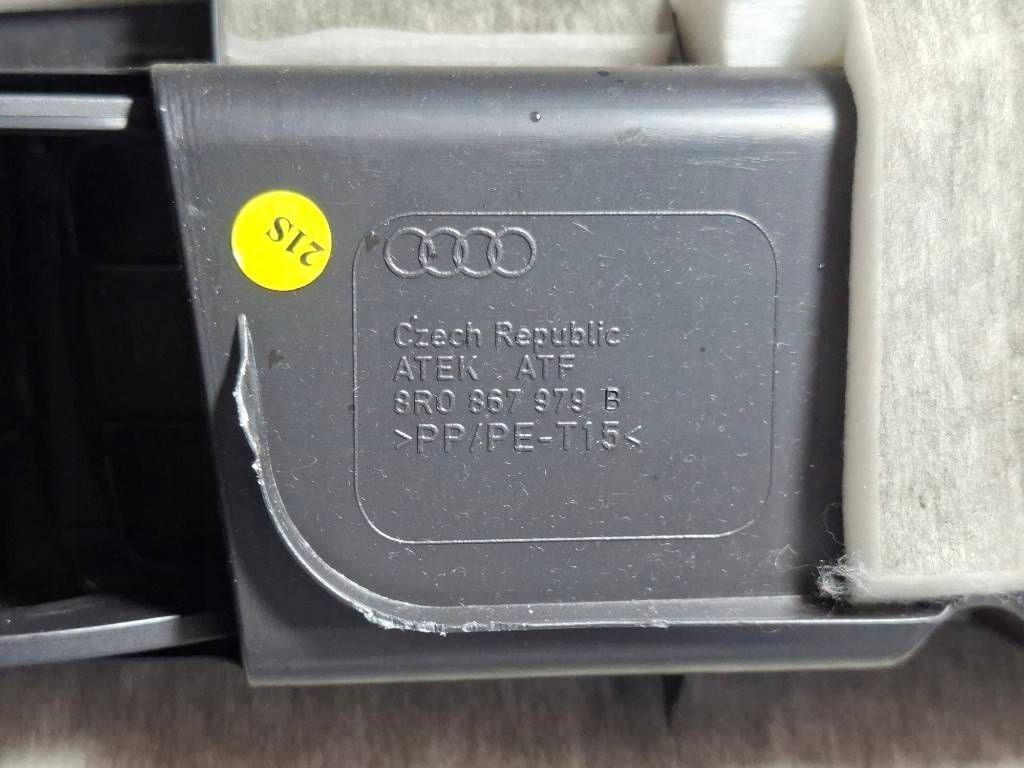 21S
Czech Republic
ATEK ATF
8R0 867 979 B
>PP/PE-T15<